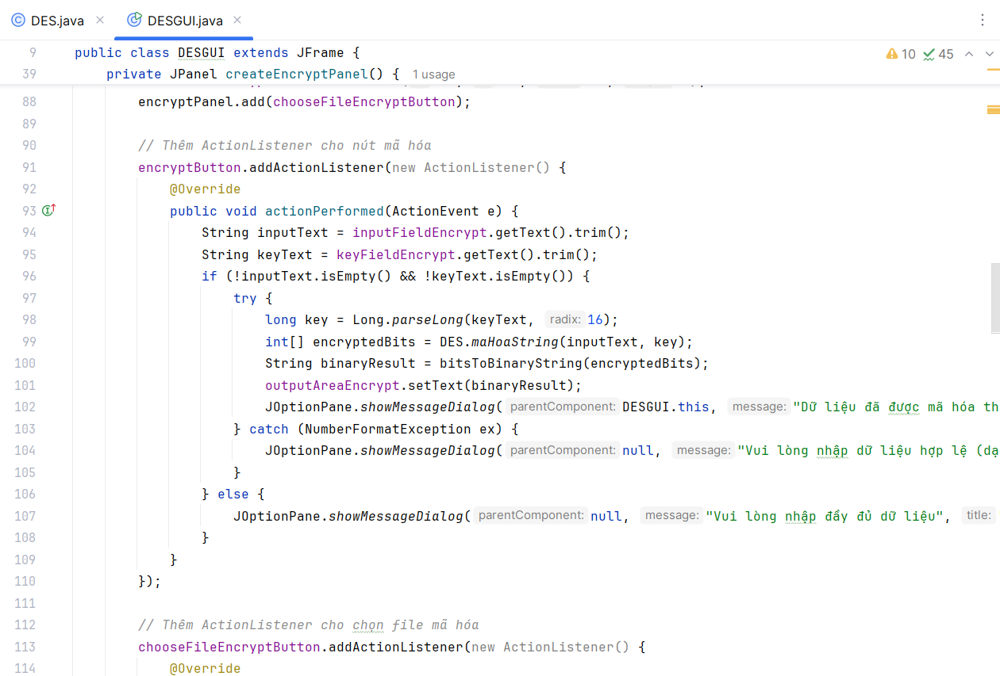 DES.java
DESGUI.java
9 public class DESGUI extends JFrame {
10 45
39 private JPanel createEncryptPanel() { 1 usage
88 encryptPanel.add(chooseFileEncryptButton);
89
90 // Thêm ActionListener cho nút mã hóa
91 encryptButton.addActionListener(new ActionListener() {
92 @Override
93 public void actionPerformed(ActionEvent e) {
94 String inputText = inputFieldEncrypt.getText().trim();
95 String keyText = keyFieldEncrypt.getText().trim();
96 if (!inputText.isEmpty() && !keyText.isEmpty()) {
97 try {
98 long key = Long.parseLong(keyText, radix: 16);
99 int[] encryptedBits = DES.maHoaString(inputText, key);
100 String binaryResult = bitsToBinaryString(encryptedBits);
101 outputAreaEncrypt.setText(binaryResult);
102 JOptionPane.showMessageDialog( parentComponent: DESGUI.this, message: "Dữ liệu đã được mã hóa th
103 } catch (NumberFormatException ex) {
104 JOptionPane.showMessageDialog( parentComponent: null, message: "Vui lòng nhập dữ liệu hợp lệ (dạ
105 }
106 } else {
107 JOptionPane.showMessageDialog( parentComponent: null, message: "Vui lòng nhập đầy đủ dữ liệu", title:
108 }
109 }
110 });
111
112 // Thêm ActionListener cho chọn file mã hóa
113 chooseFileEncryptButton.addActionListener(new ActionListener() {
114 @Override